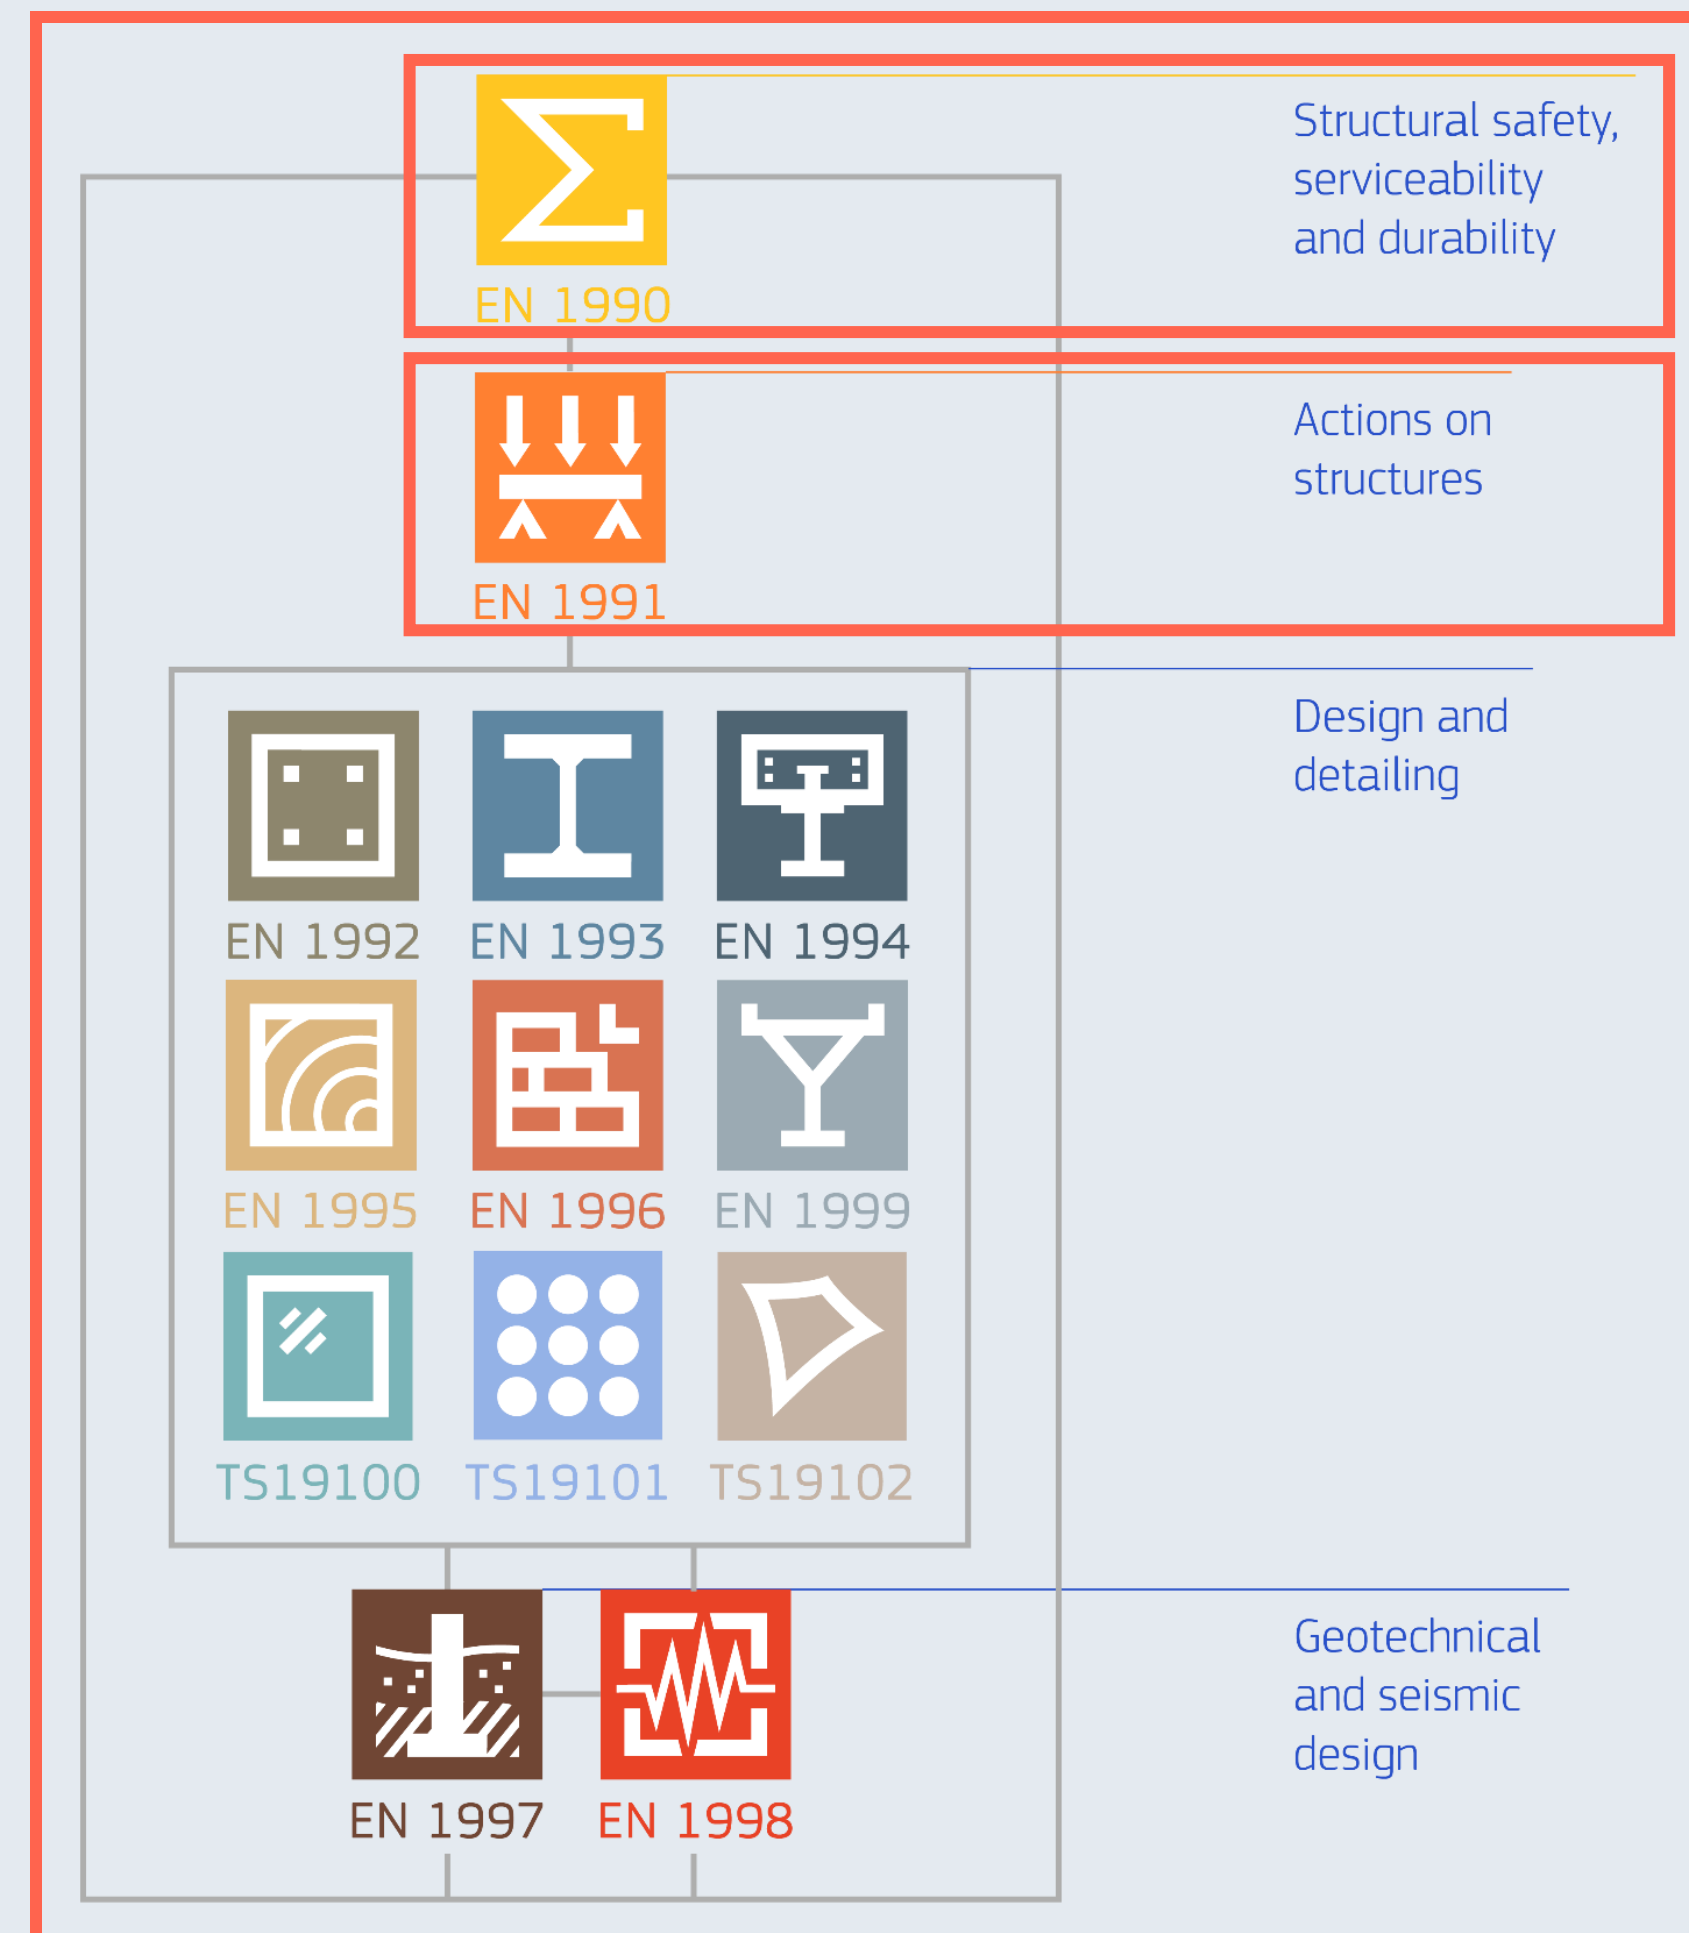 Structural safety,
serviceability
and durability
EN 1990
Actions on
structures
EN 1991
Design and
detailing
EN 1992 EN 1993 EN 1994
EN 1995 EN 1996 EN 1999
TS19100 TS19101 TS19102
Geotechnical
and seismic
design
EN 1997 EN 1998